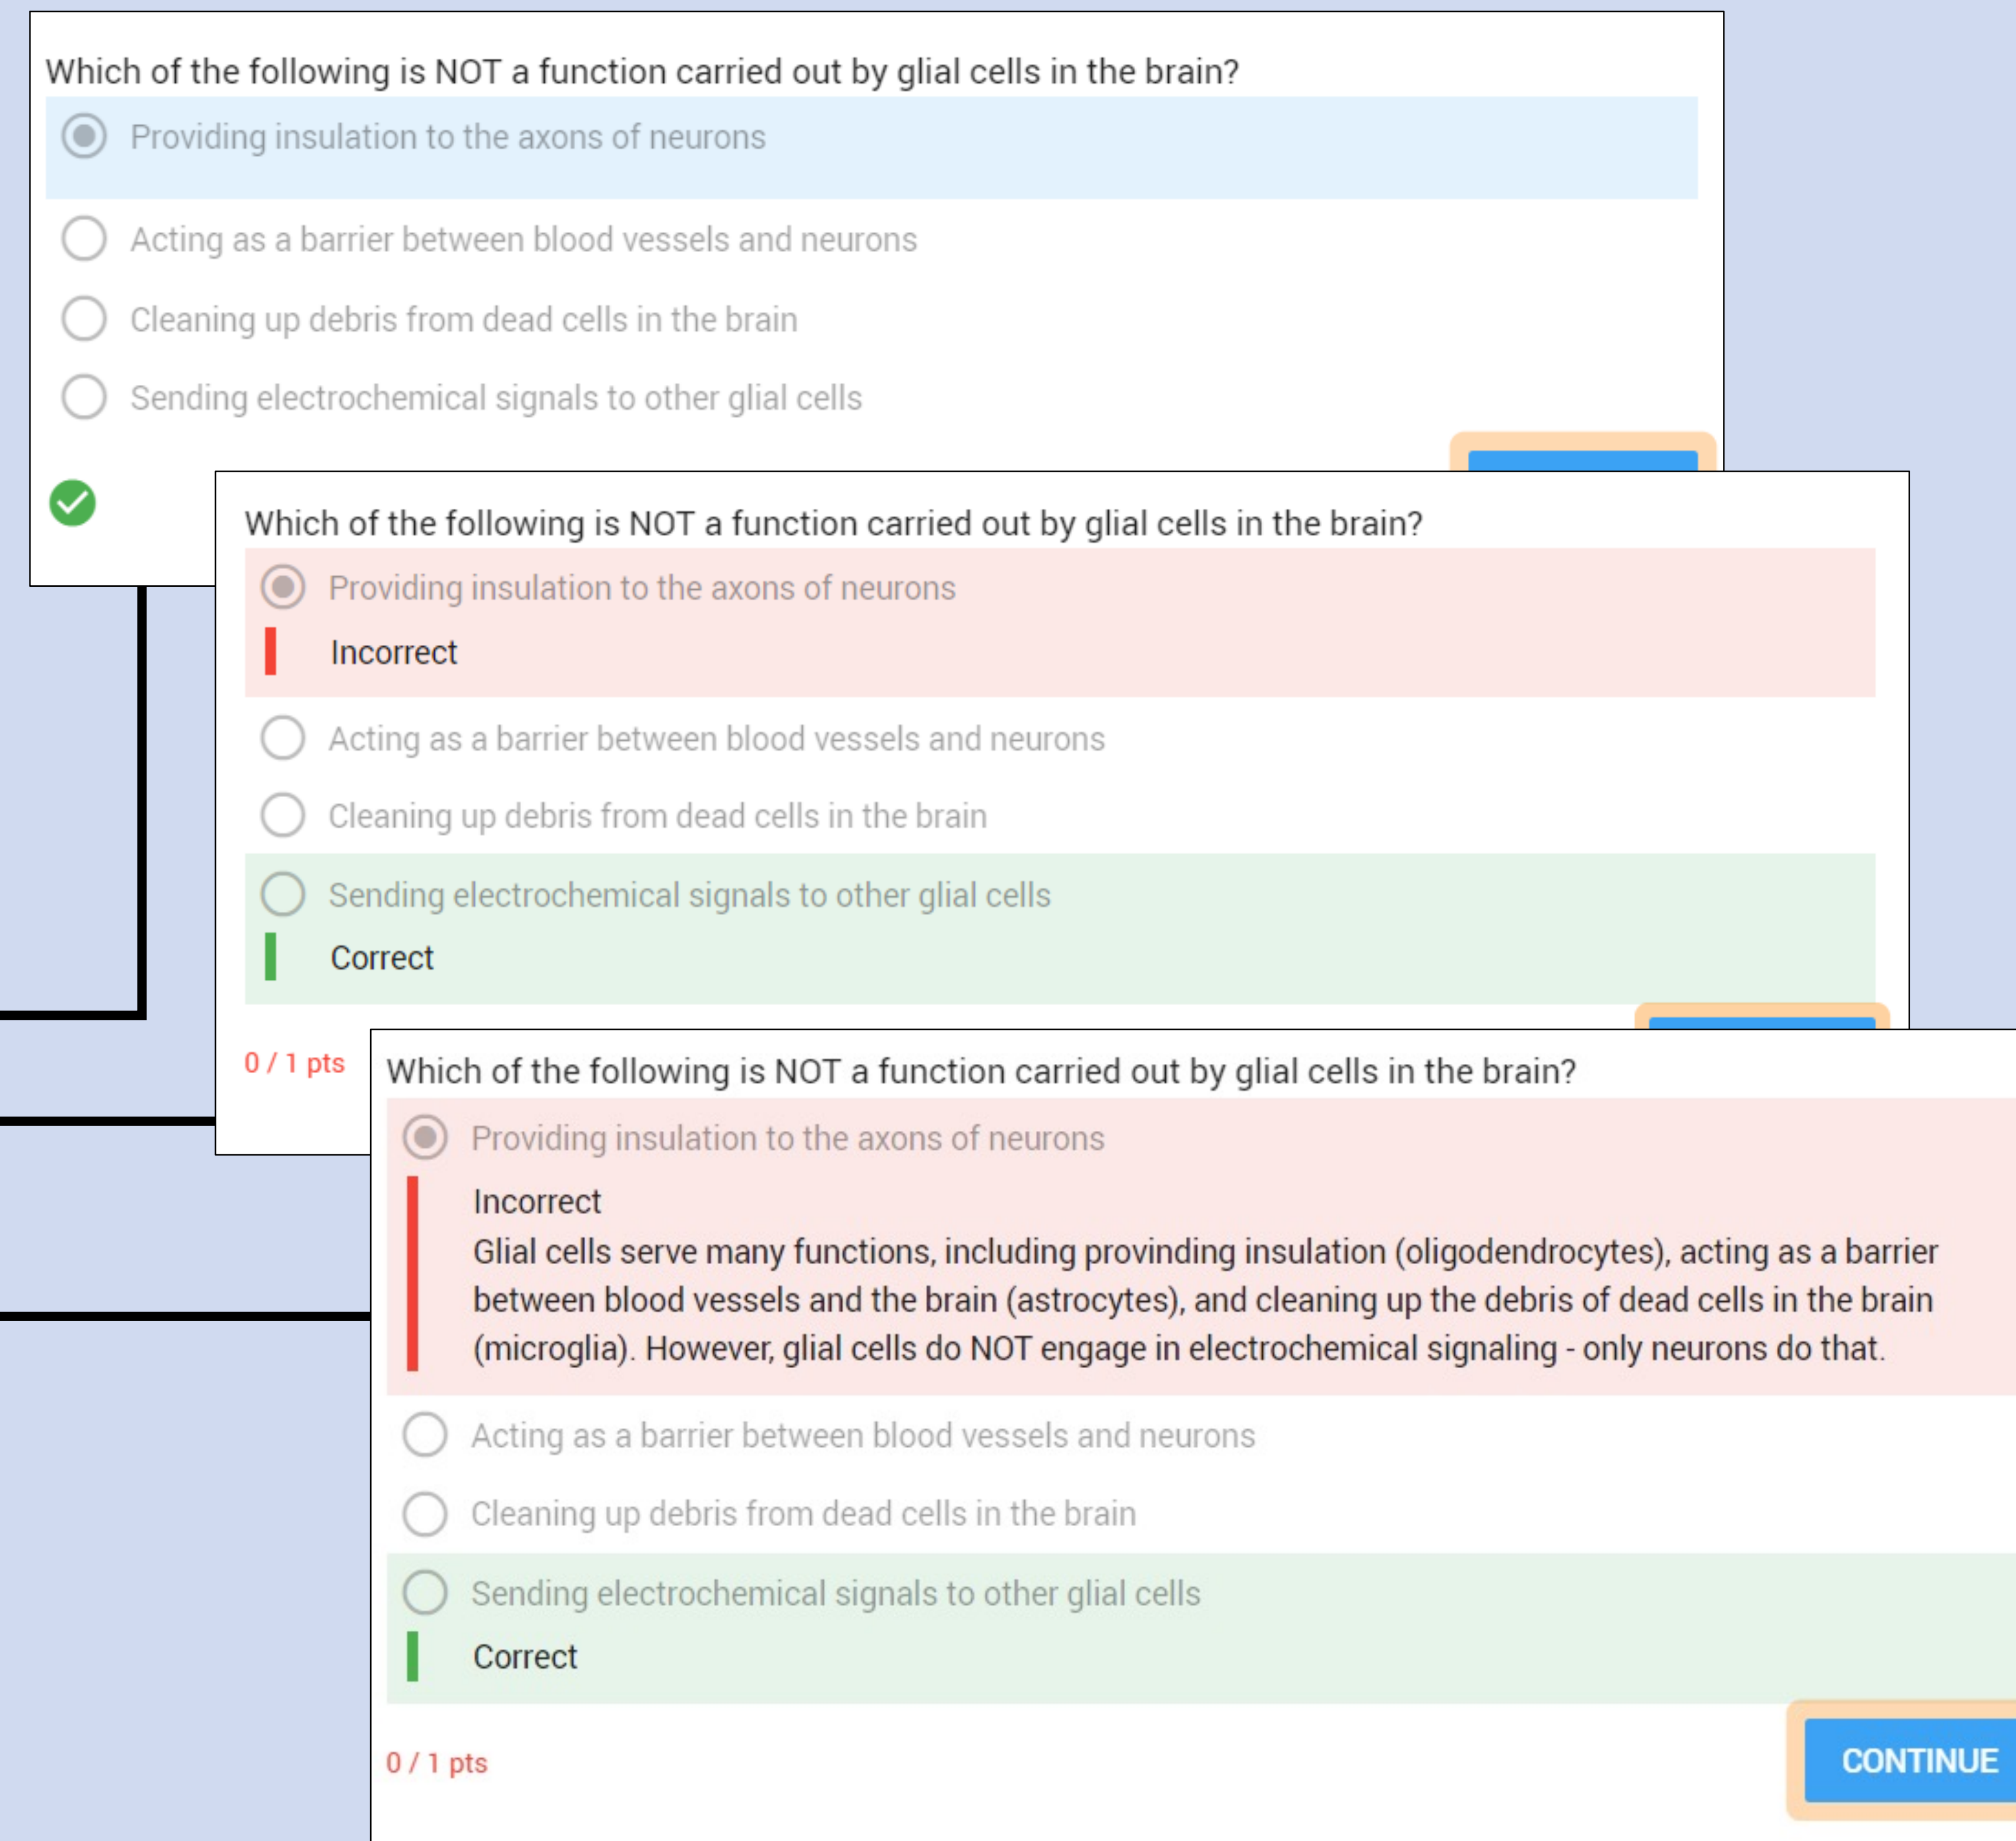 Which of the following is NOT a function carried out by glial cells in the brain?
Providing insulation to the axons of neurons
Acting as a barrier between blood vessels and neurons
Cleaning up debris from dead cells in the brain
Sending electrochemical signals to other glial cells
Which of the following is NOT a function carried out by glial cells in the brain?
Providing insulation to the axons of neurons
Incorrect
Acting as a barrier between blood vessels and neurons
Cleaning up debris from dead cells in the brain
Sending electrochemical signals to other glial cells
Correct
0 / 1 pts
Which of the following is NOT a function carried out by glial cells in the brain?
Providing insulation to the axons of neurons
Incorrect
Glial cells serve many functions, including provinding insulation (oligodendrocytes), acting as a barrier
between blood vessels and the brain (astrocytes), and cleaning up the debris of dead cells in the brain
(microglia). However, glial cells do NOT engage in electrochemical signaling - only neurons do that.
Acting as a barrier between blood vessels and neurons
Cleaning up debris from dead cells in the brain
Sending electrochemical signals to other glial cells
Correct
0 / 1 pts
CONTINUE